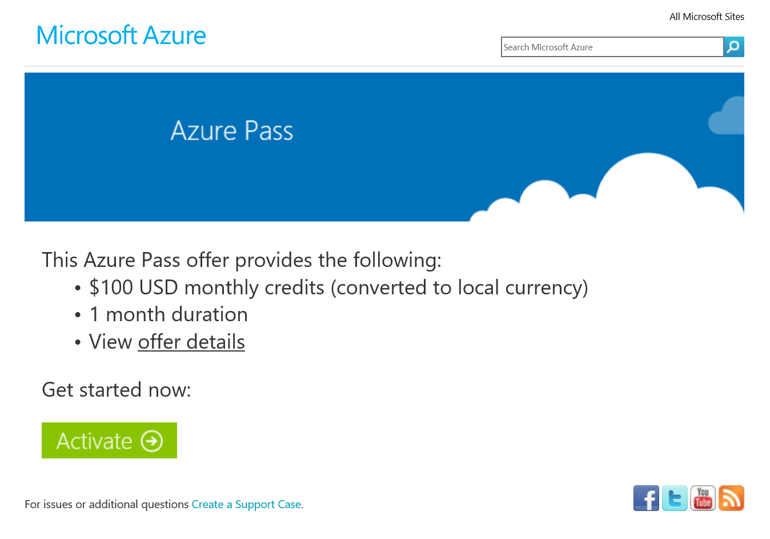 All Microsoft Sites
Microsoft Azure
Search Microsoft Azure
Azure Pass
This Azure Pass offer provides the following:
• $100 USD monthly credits (converted to local currency)
• 1 month duration
• View offer details
Get started now:
Activate
For issues or additional questions Create a Support Case.
f t You Tube